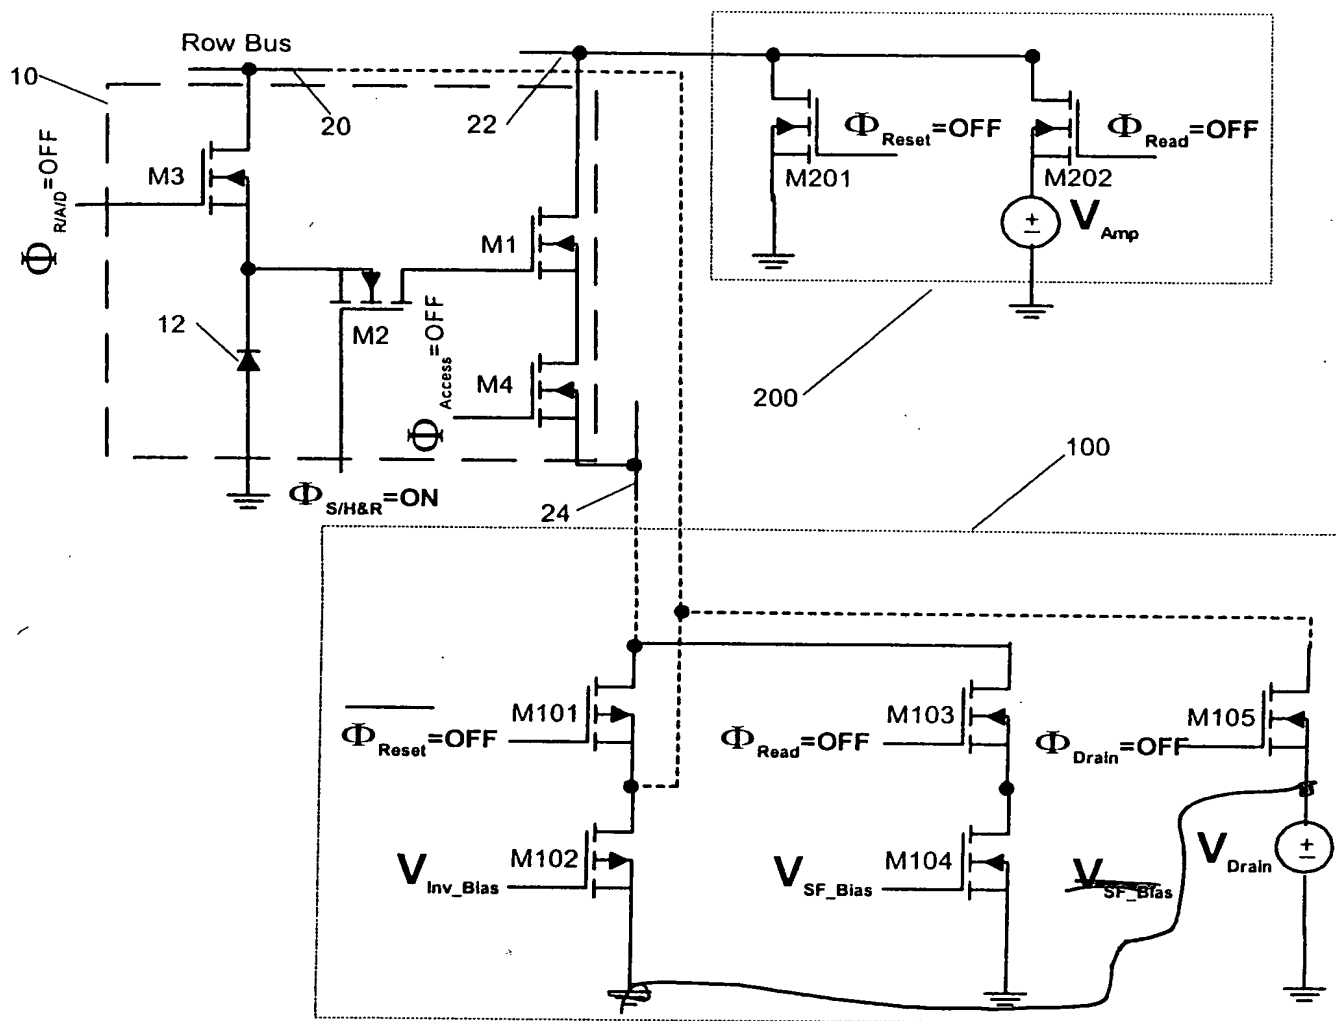 Row Bus
10
20
22
Φ R/A/D=OFF
M3
M1
12
M2
Φ Access=OFF
M4
Φ S/H&R=ON
24
Φ Reset=OFF
Φ Read=OFF
M201
M202
V Amp
200
100
M101
Φ Reset=OFF
M103
Φ Read=OFF
M105
Φ Drain=OFF
M102
V Inv_Bias
M104
V SF_Bias
V SF_Bias
V Drain